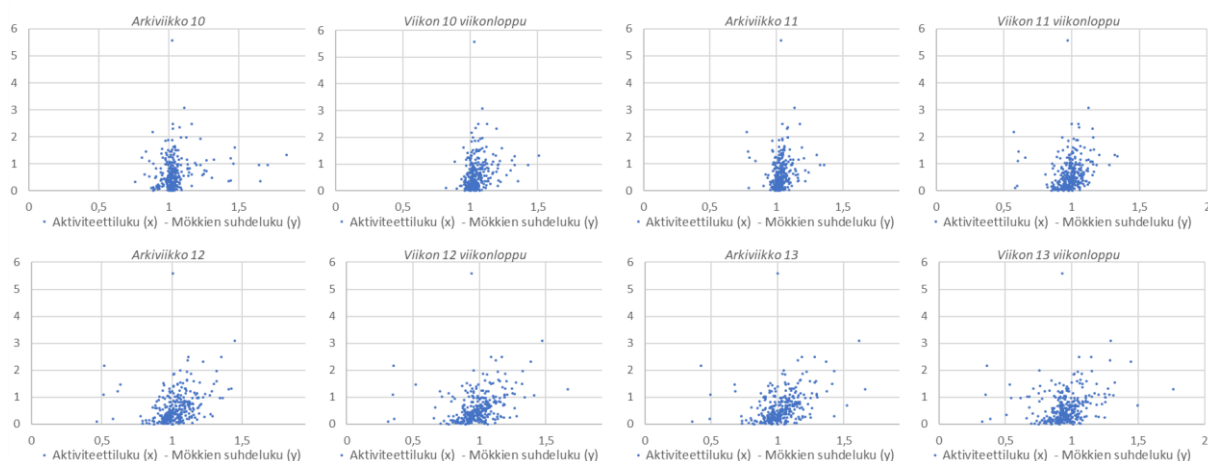 Arkiviikko 10
6
5
4
3
2
1
0
0 0,5 1 1,5
• Aktiviteettiluku (x) - Mökkien suhdeluku (y)
Viikon 10 viikonloppu
6
5
4
3
2
1
0
0 0,5 1 1,5 2
• Aktiviteettiluku (x) - Mökkien suhdeluku (y)
Arkiviikko 11
6
5
4
3
2
1
0
0 0,5 1 1,5
• Aktiviteettiluku (x) - Mökkien suhdeluku (y)
Viikon 11 viikonloppu
6
5
4
3
2
1
0
0 0,5 1 1,5 2
• Aktiviteettiluku (x) - Mökkien suhdeluku (y)
Arkiviikko 12
6
5
4
3
2
1
0
0 0,5 1 1,5
• Aktiviteettiluku (x) - Mökkien suhdeluku (y)
Viikon 12 viikonloppu
6
5
4
3
2
1
0
0 0,5 1 1,5
• Aktiviteettiluku (x) - Mökkien suhdeluku (y)
Arkiviikko 13
6
5
4
3
2
1
0
0 0,5 1 1,5
• Aktiviteettiluku (x) - Mökkien suhdeluku (y)
Viikon 13 viikonloppu
6
5
4
3
2
1
0
0 0,5 1 1,5 2
• Aktiviteettiluku (x) - Mökkien suhdeluku (y)